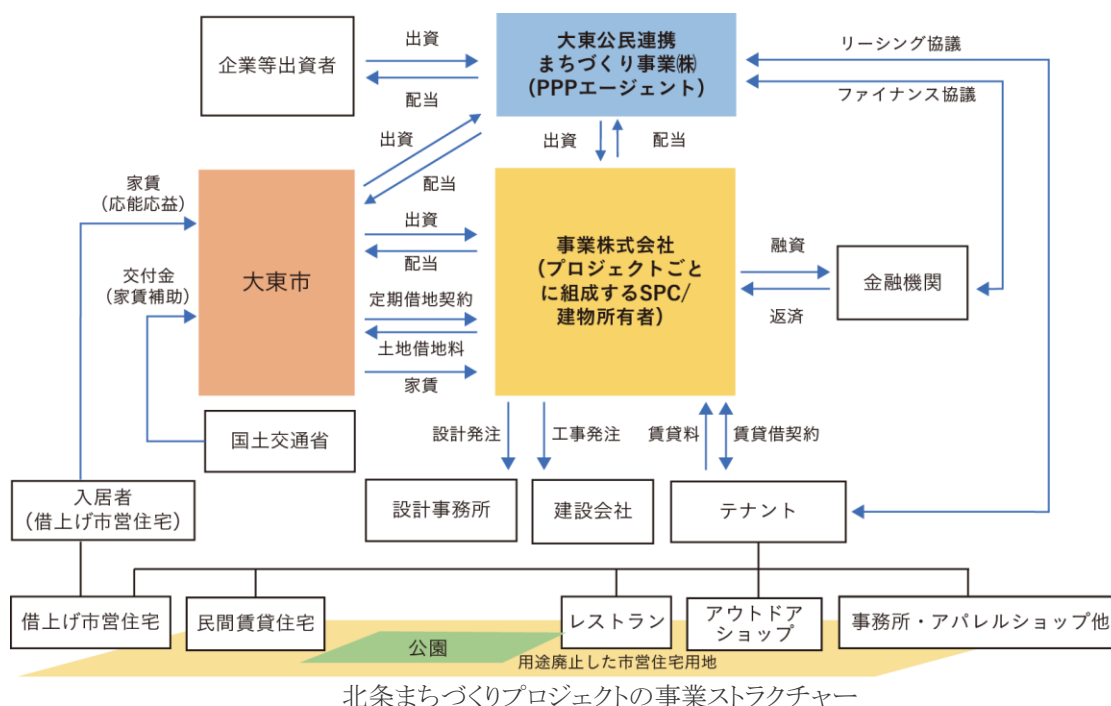 企業等出資者
出資
配当
大東公民連携
まちづくり事業㈱
(PPPエージェント)
リーシング協議
ファイナンス協議
出資
配当
出資
配当
家賃
(応能応益)
交付金
(家賃補助)
大東市
出資
配当
定期借地契約
土地借地料
家賃
事業株式会社
(プロジェクトごと
に組成するSPC/
建物所有者)
融資
返済
金融機関
国土交通省
設計発注
工事発注
賃貸料
賃貸借契約
入居者
(借上げ市営住宅)
設計事務所
建設会社
テナント
借上げ市営住宅
民間賃貸住宅
レストラン
アウトドア
ショップ
事務所・アパレルショップ他
公園
用途廃止した市営住宅用地
北条まちづくりプロジェクトの事業ストラクチャー